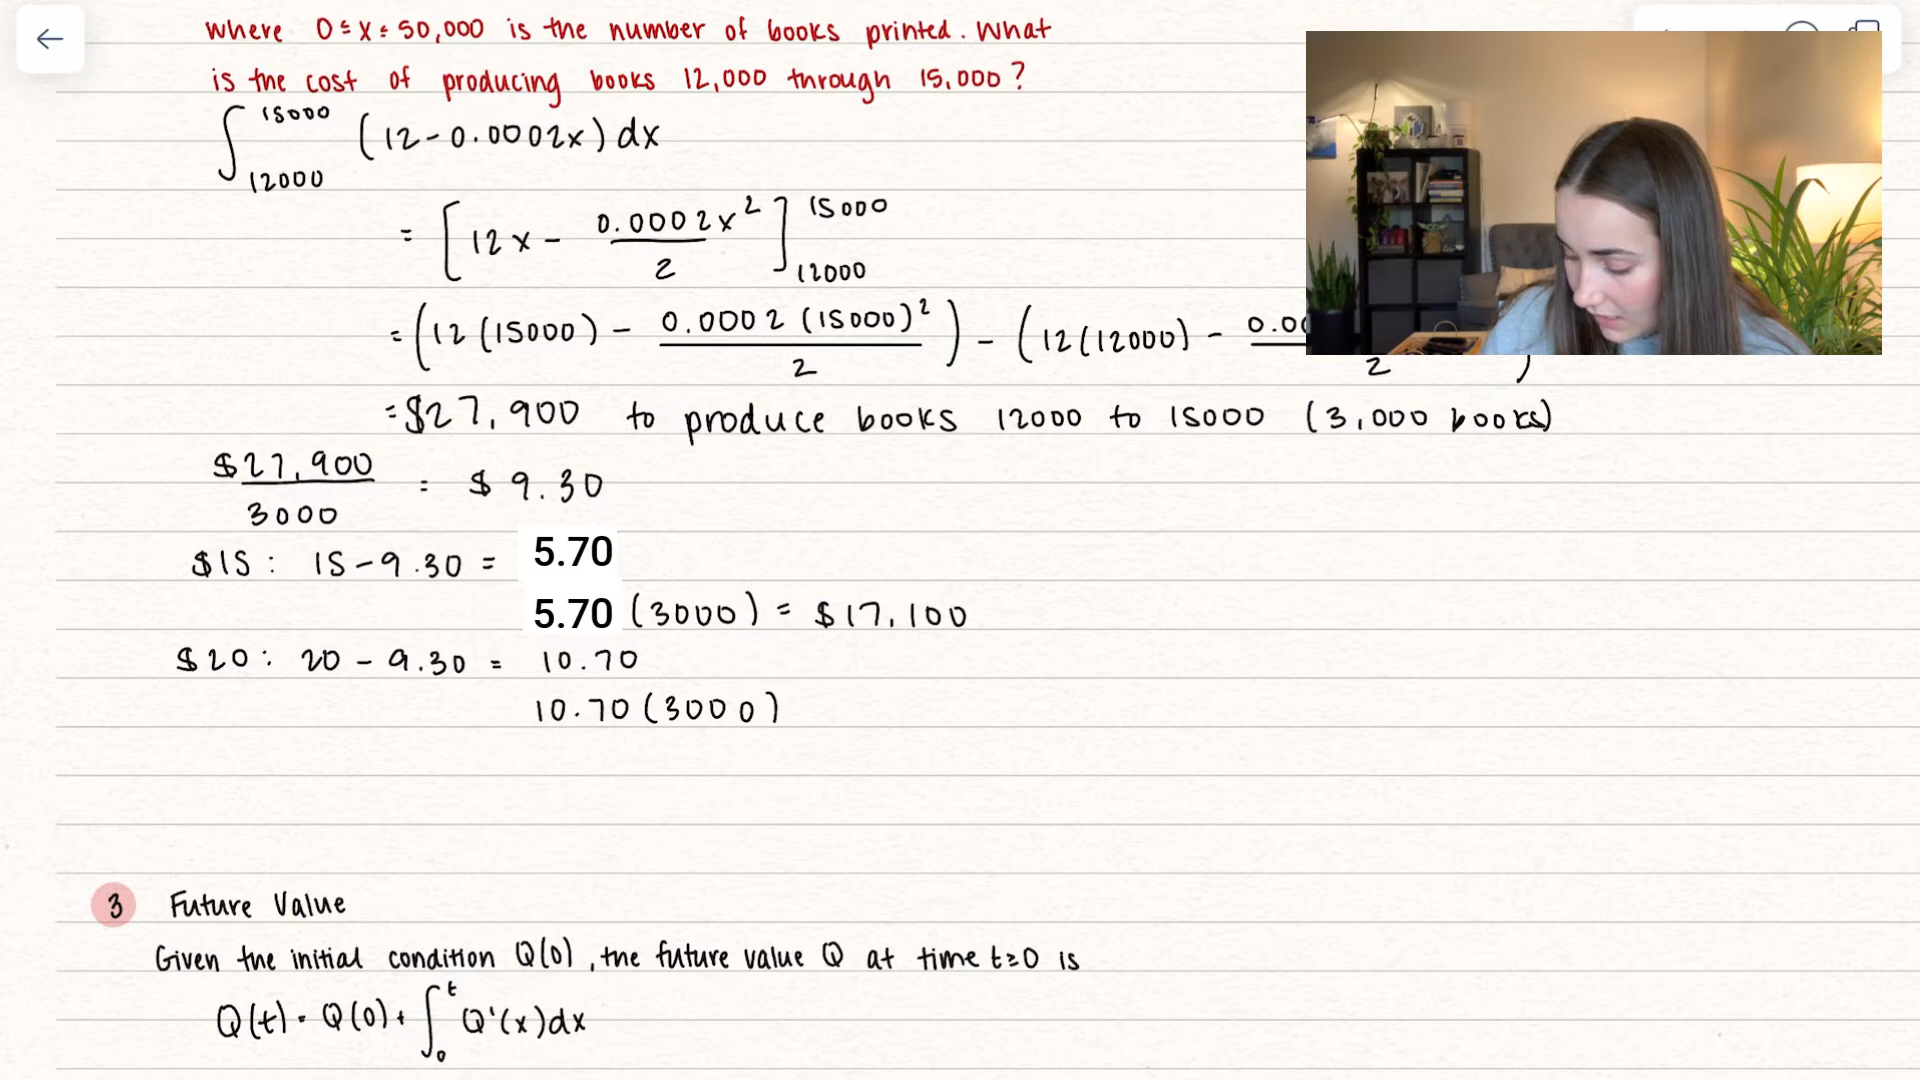 where 0 ≤ x ≤ 50,000 is the number of books printed. What
is the cost of producing books 12,000 through 15,000?
∫₁₂₀₀₀¹⁵⁰⁰⁰ (12-0.0002x) dx
= [12x - 0.0002x²/2]₁₂₀₀₀¹⁵⁰⁰⁰
= (12(15000) - 0.0002(15000)²/2) - (12(12000) - 0.0 /2)
= $27,900 to produce books 12000 to 15000 (3,000 books)
$27,900/3000 = $9.30
$15: 15-9.30 = 5.70
5.70 (3000) = $17,100
$20: 20 - 9.30 = 10.70
10.70 (3000)
3 Future Value
Given the initial condition Q(0), the future value Q at time t≥0 is
Q(t) = Q(0) + ∫₀ᵗ Q'(x)dx